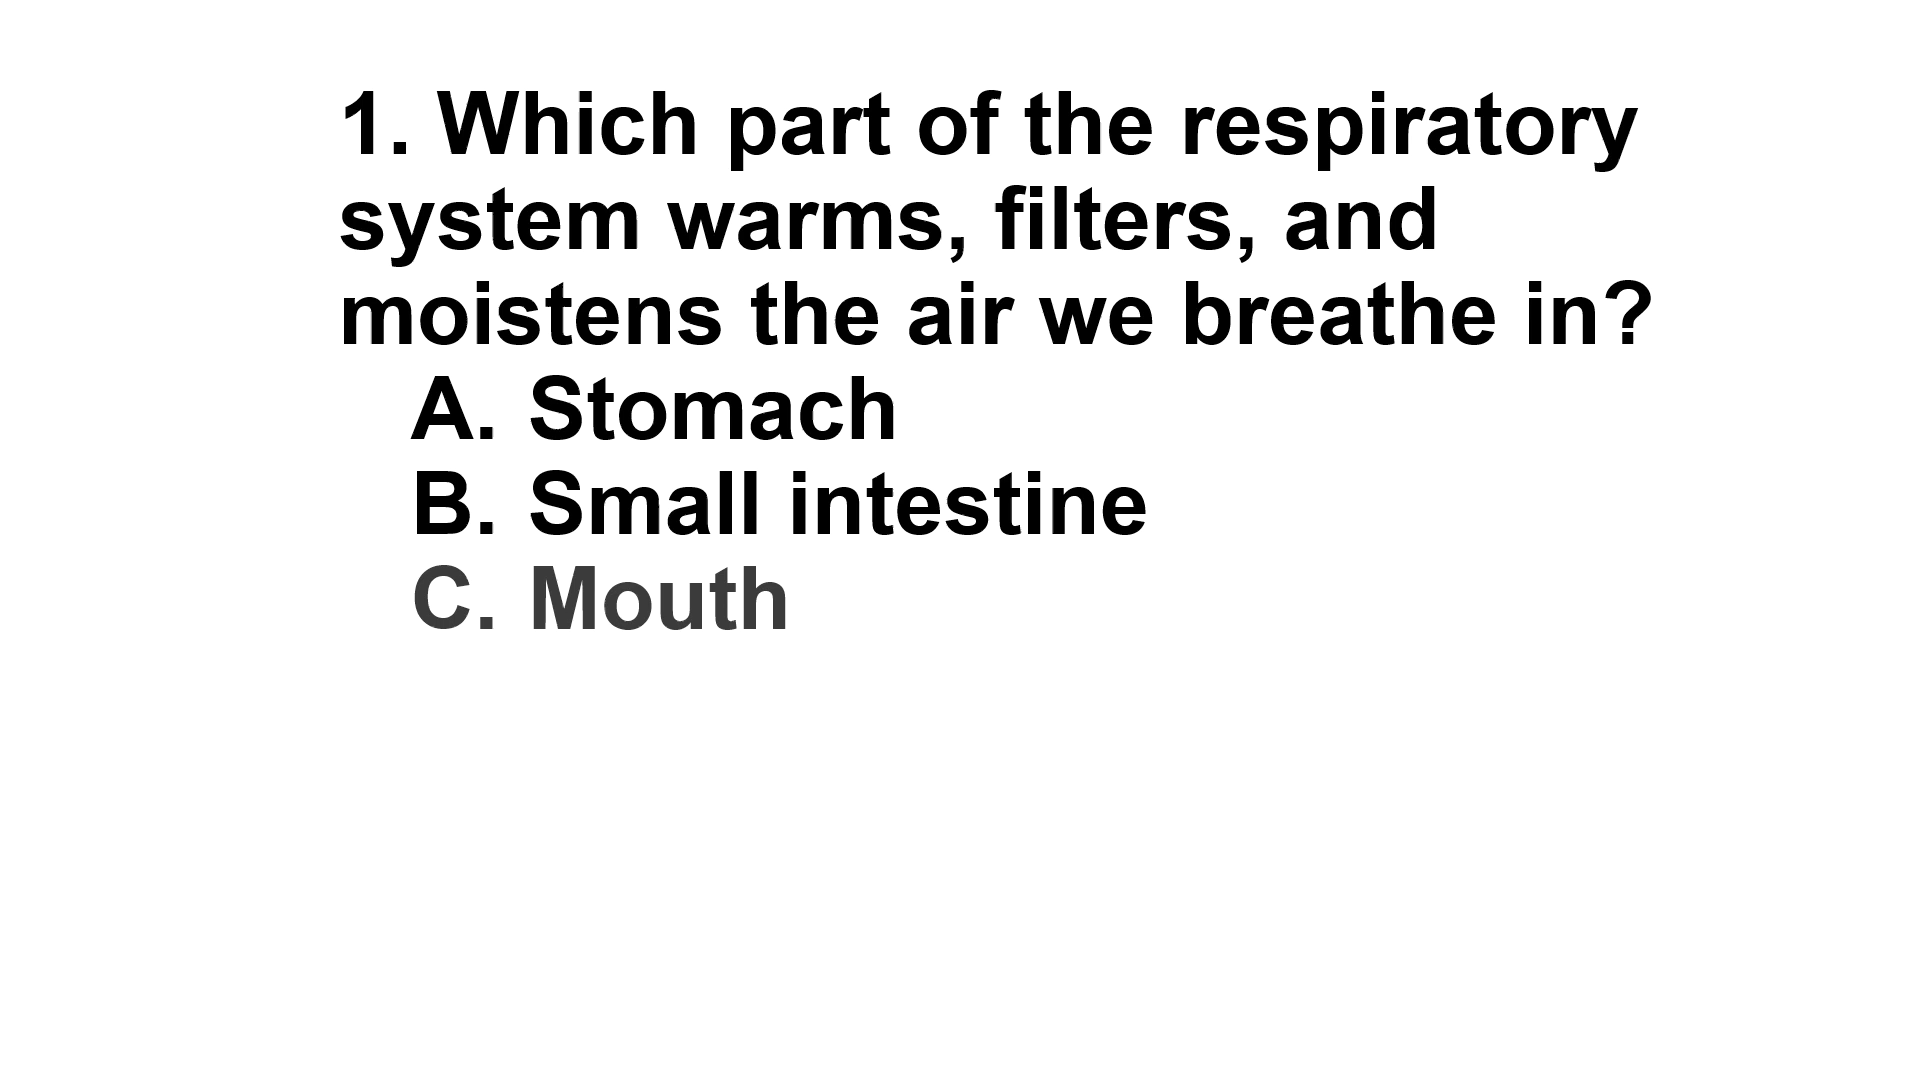 1. Which part of the respiratory
system warms, filters, and
moistens the air we breathe in?
A. Stomach
B. Small intestine
C. Mouth